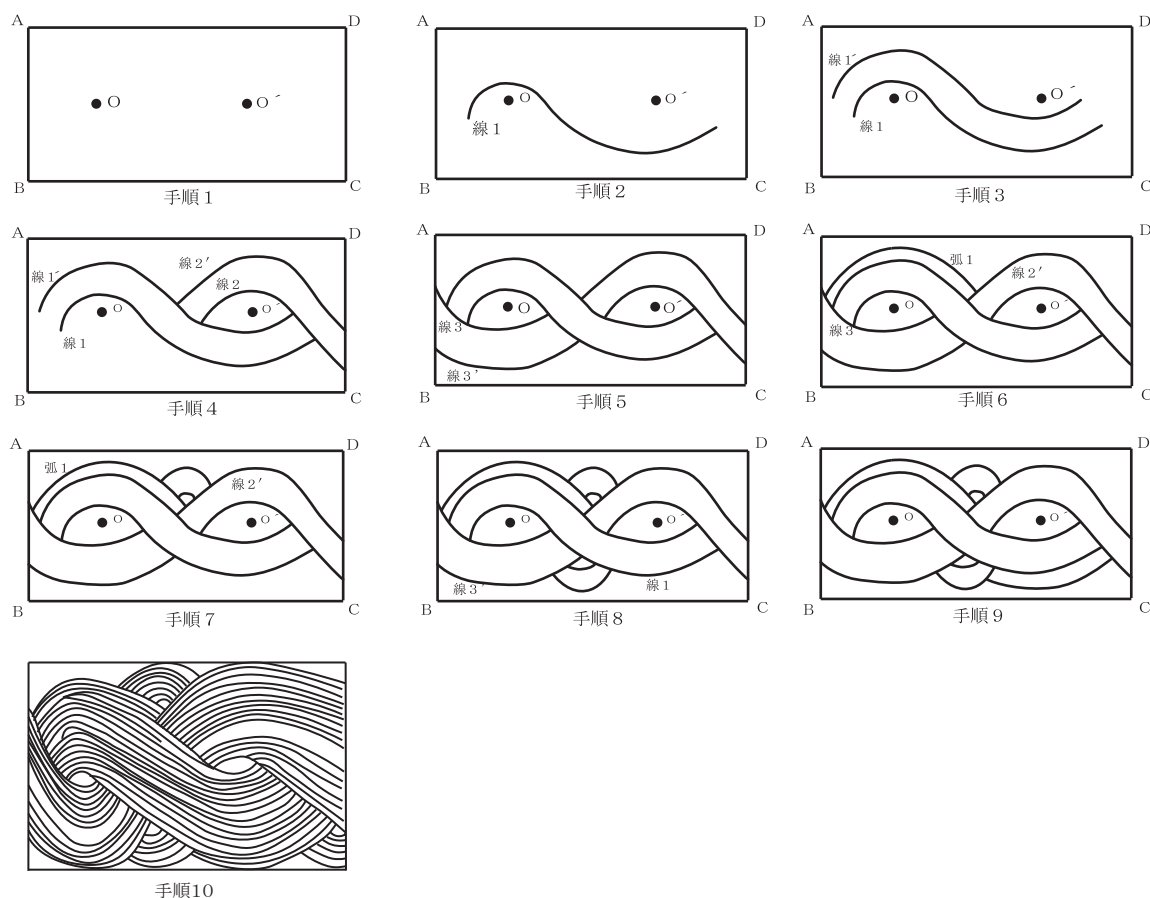 A D
O O´
B C
手順１
A D
O O´
線１
B C
手順２
A D
線１´
O O´
線１
B C
手順３
A D
線２′
線１´ 線２
O O´
線１
B C
手順４
A D
O O´
線３
線３’
B C
手順５
A D
弧１ 線２′
O O´
線３
B C
手順６
A D
弧１
線２′
O O´
B C
手順７
A D
O O´
線３′ 線１
B C
手順８
A D
O O´
B C
手順９
手順10